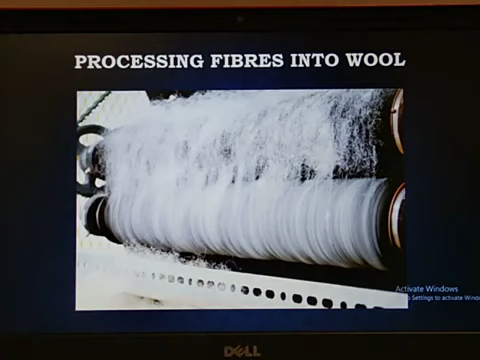 PROCESSING FIBRES INTO WOOL
Activate Windows
Settings to activate
DELL